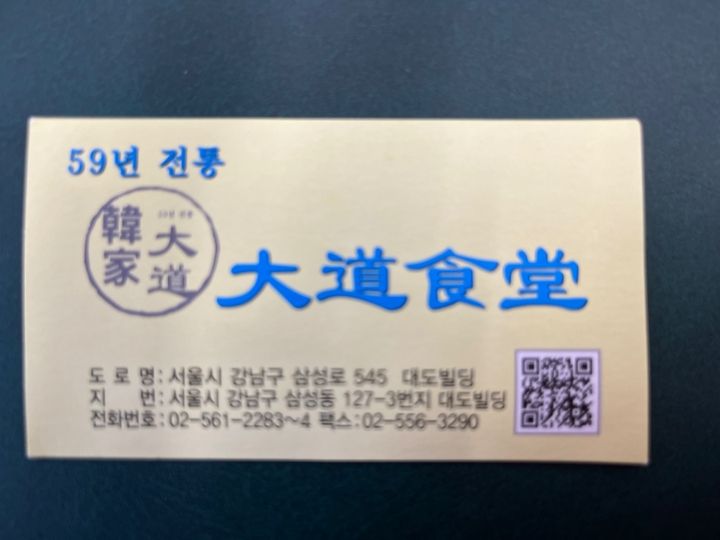 59년 전통
大道
韓家
大道食堂
도 로 명 : 서울시 강남구 삼성로 545 대도빌딩
지 번 : 서울시 강남구 삼성동 127-3번지 대도빌딩
전화번호 : 02-561-2283~4 팩스 : 02-556-3290